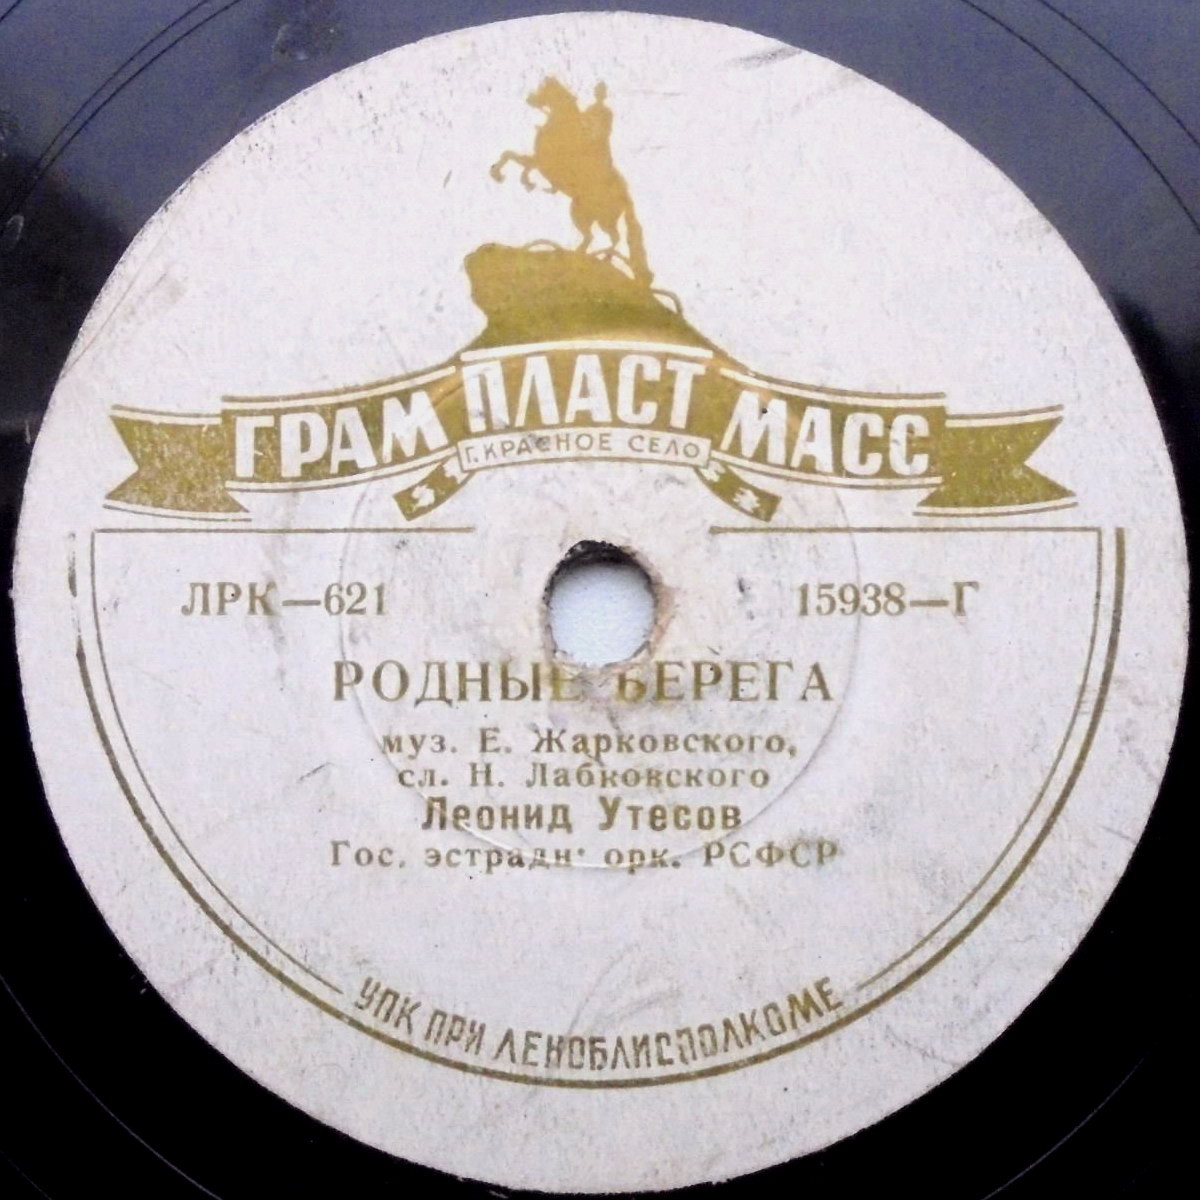 ГРАМ ПЛАСТ МАСС
Г. КРАСНОЕ СЕЛО
ЛРК—621
15938—Г
РОДНЫЕ БЕРЕГА
муз. Е. Жарковского,
сл. Н. Лабковского
Леонид Утесов
Гос. эстрадн. орк. РСФСР
УПК ПРИ ЛЕНОБЛИСПОЛКОМЕ